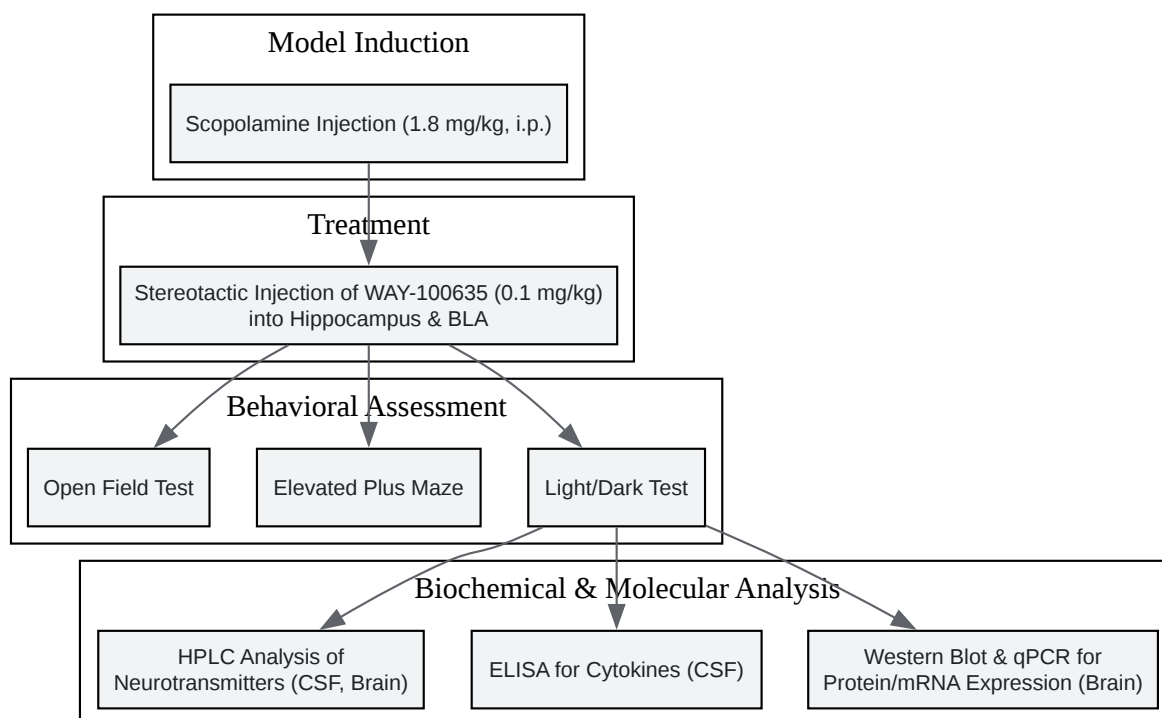 Model Induction
Scopolamine Injection (1.8 mg/kg, i.p.)
Treatment
Stereotactic Injection of WAY-100635 (0.1 mg/kg)
into Hippocampus & BLA
Behavioral Assessment
Open Field Test
Elevated Plus Maze
Light/Dark Test
Biochemical & Molecular Analysis
HPLC Analysis of
Neurotransmitters (CSF, Brain)
ELISA for Cytokines (CSF)
Western Blot & qPCR for
Protein/mRNA Expression (Brain)